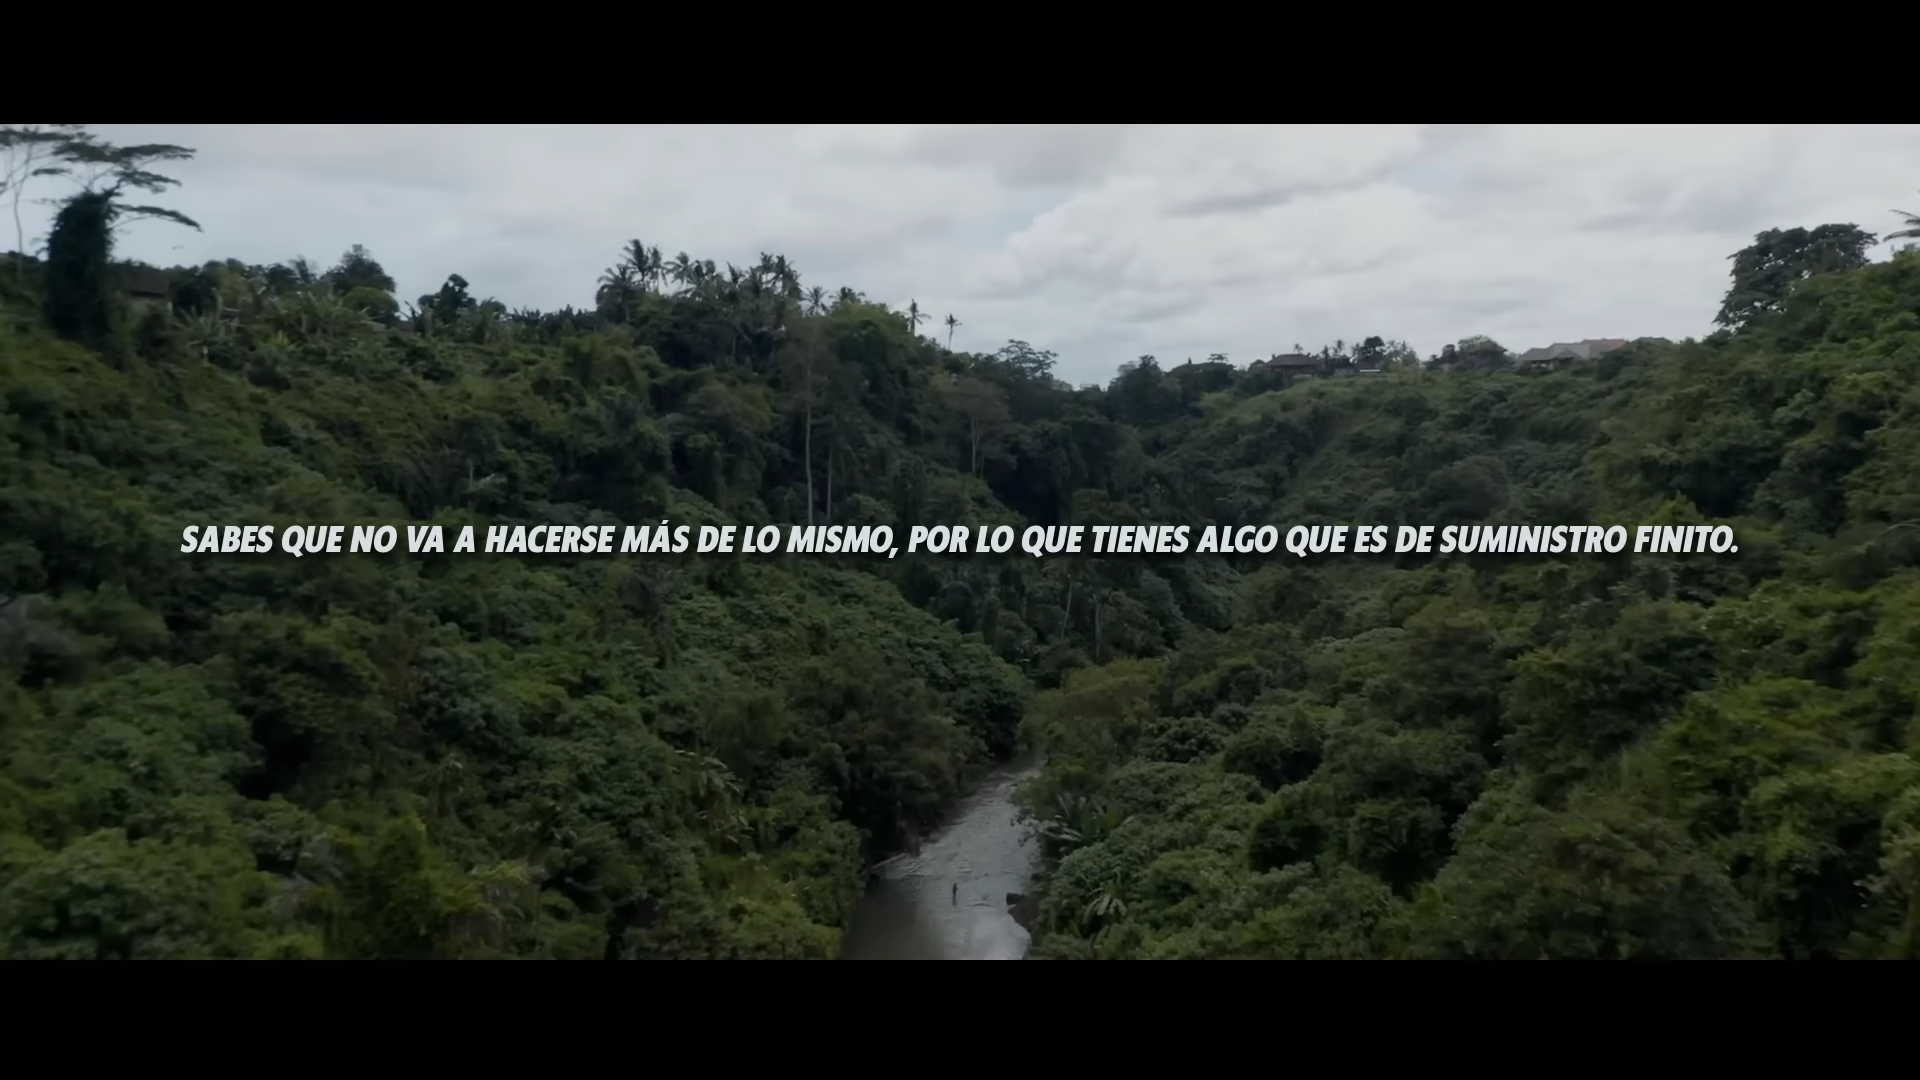 SABES QUE NO VA A HACERSE MÁS DE LO MISMO, POR LO QUE TIENES ALGO QUE ES DE SUMINISTRO FINITO.